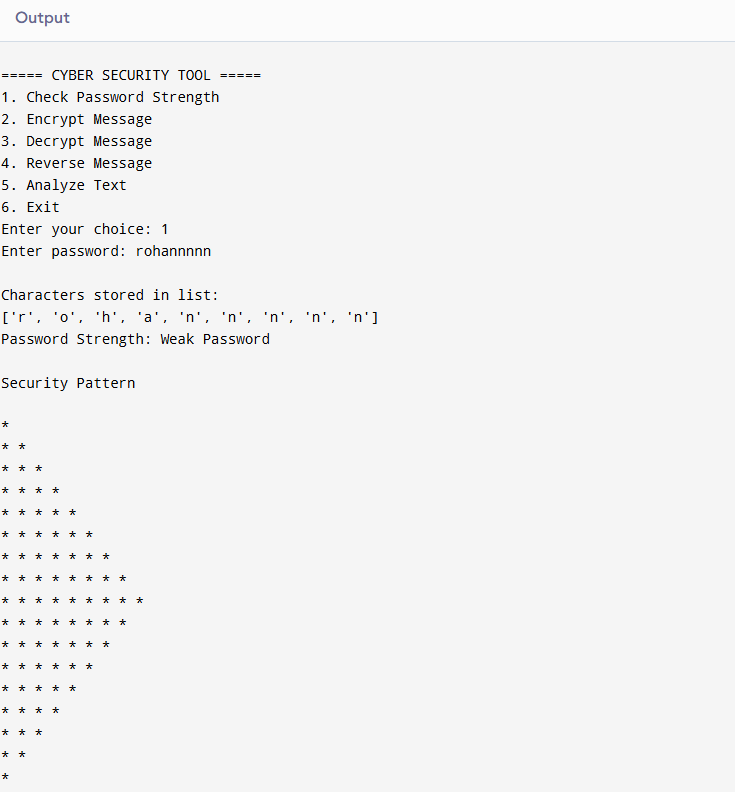 Output
===== CYBER SECURITY TOOL =====
1. Check Password Strength
2. Encrypt Message
3. Decrypt Message
4. Reverse Message
5. Analyze Text
6. Exit
Enter your choice: 1
Enter password: rohannnnn
Characters stored in list:
['r', 'o', 'h', 'a', 'n', 'n', 'n', 'n', 'n']
Password Strength: Weak Password
Security Pattern
*
* *
* * *
* * * *
* * * * *
* * * * * *
* * * * * * *
* * * * * * * *
* * * * * * * * *
* * * * * * * *
* * * * * * *
* * * * * *
* * * * *
* * * *
* * *
* *
*